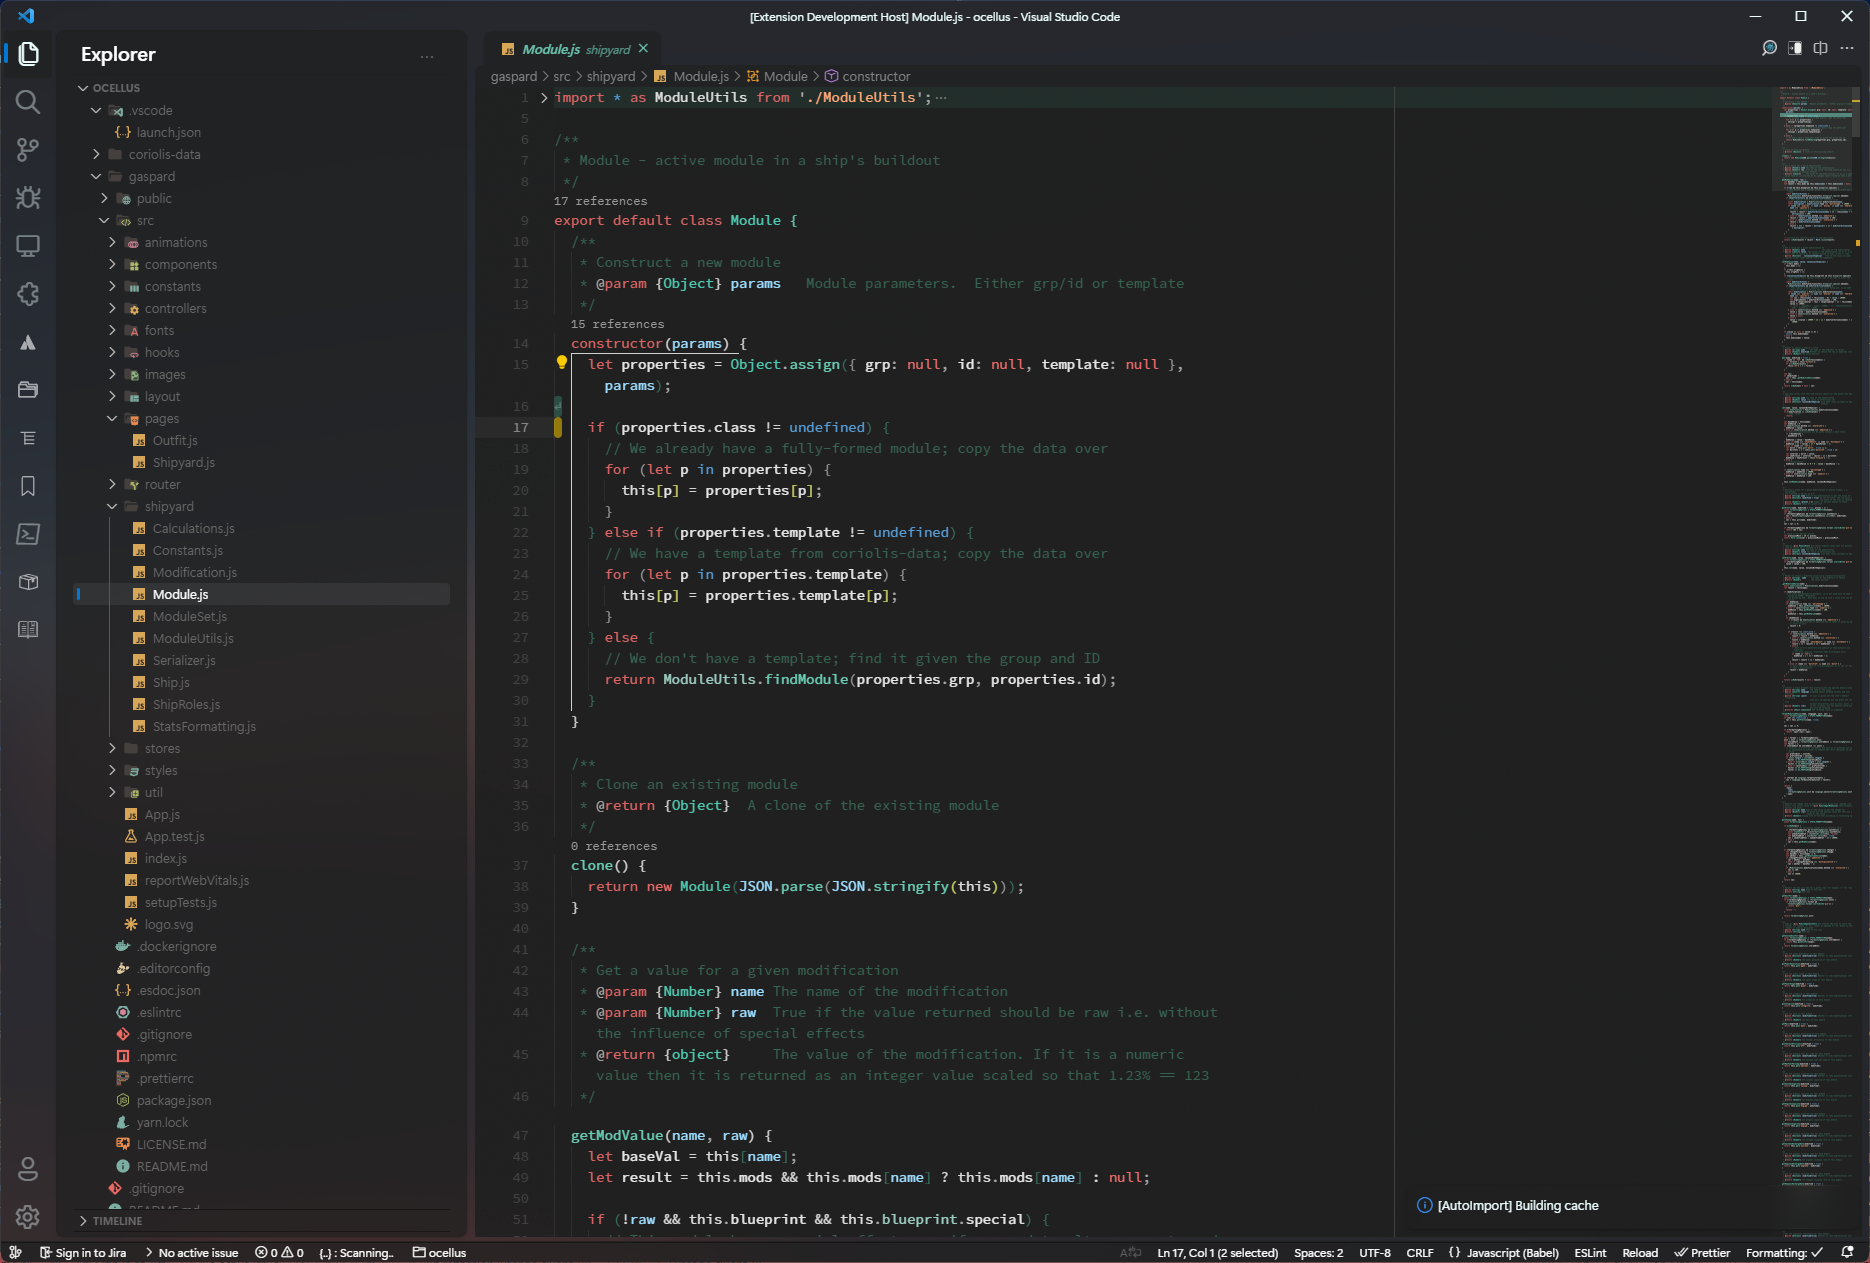 [Extension Development Host] Module.js - ocellus - Visual Studio Code
Explorer
OCELLUS
.vscode
launch.json
coriolis-data
gaspard
public
src
animations
components
constants
controllers
fonts
hooks
images
layout
pages
Outfit.js
Shipyard.js
router
shipyard
Calculations.js
Constants.js
Modification.js
Module.js
ModuleSet.js
ModuleUtils.js
Serializer.js
Ship.js
ShipRoles.js
StatsFormatting.js
stores
styles
util
App.js
App.test.js
index.js
reportWebVitals.js
setupTests.js
logo.svg
.dockerignore
.editorconfig
.esdoc.json
.eslintrc
.gitignore
.npmrc
.prettierrc
package.json
yarn.lock
LICENSE.md
README.md
.gitignore
README.md
TIMELINE
Module.js shipyard
gaspard > src > shipyard > Module.js > Module > constructor
1 import * as ModuleUtils from './ModuleUtils';
5
6 /**
7 * Module - active module in a ship's buildout
8 */
17 references
9 export default class Module {
10 /**
11 * Construct a new module
12 * @param {Object} params Module parameters. Either grp/id or template
13 */
15 references
14 constructor(params) {
15 let properties = Object.assign({ grp: null, id: null, template: null },
params);
16
17 if (properties.class != undefined) {
18 // We already have a fully-formed module; copy the data over
19 for (let p in properties) {
20 this[p] = properties[p];
21 }
22 } else if (properties.template != undefined) {
23 // We have a template from coriolis-data; copy the data over
24 for (let p in properties.template) {
25 this[p] = properties.template[p];
26 }
27 } else {
28 // We don't have a template; find it given the group and ID
29 return ModuleUtils.findModule(properties.grp, properties.id);
30 }
31 }
32
33 /**
34 * Clone an existing module
35 * @return {Object} A clone of the existing module
36 */
0 references
37 clone() {
38 return new Module(JSON.parse(JSON.stringify(this)));
39 }
40
41 /**
42 * Get a value for a given modification
43 * @param {Number} name The name of the modification
44 * @param {Number} raw True if the value returned should be raw i.e. without
the influence of special effects
45 * @return {object} The value of the modification. If it is a numeric
value then it is returned as an integer value scaled so that 1.23% == 123
46 */
47 getModValue(name, raw) {
48 let baseVal = this[name];
49 let result = this.mods && this.mods[name] ? this.mods[name] : null;
50
51 if (!raw && this.blueprint && this.blueprint.special) {
[AutoImport] Building cache
Sign in to Jira No active issue 0 0 {..} : Scanning.. ocellus Ln 17, Col 1 (2 selected) Spaces: 2 UTF-8 CRLF {} Javascript (Babel) ESLint Reload Prettier Formatting: ✓